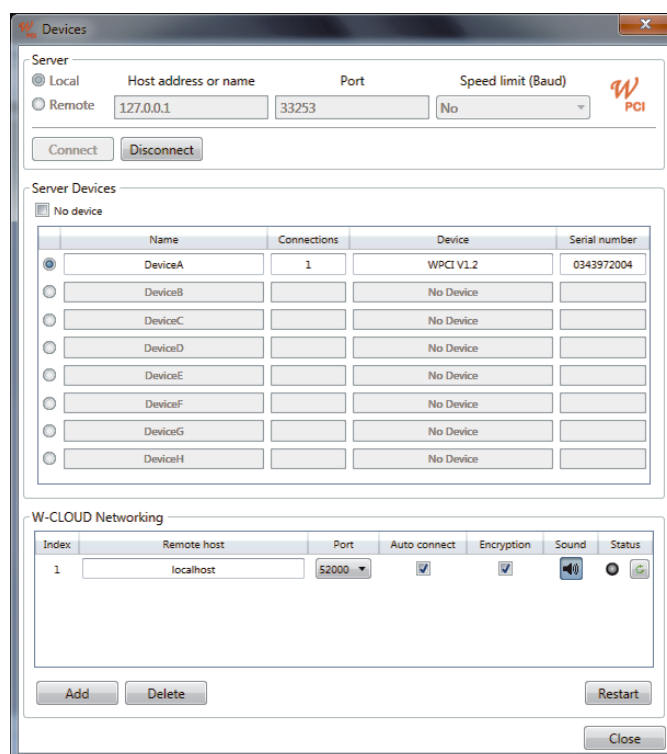 W PCI Devices X
Server
Local Host address or name Port Speed limit (Baud)
Remote 127.0.0.1 33253 No
W PCI
Connect Disconnect
Server Devices
No device
Name Connections Device Serial number
DeviceA 1 WPCI V1.2 0343972004
DeviceB No Device
DeviceC No Device
DeviceD No Device
DeviceE No Device
DeviceF No Device
DeviceG No Device
DeviceH No Device
W-CLOUD Networking
Index Remote host Port Auto connect Encryption Sound Status
1 localhost 52000
Add Delete Restart
Close